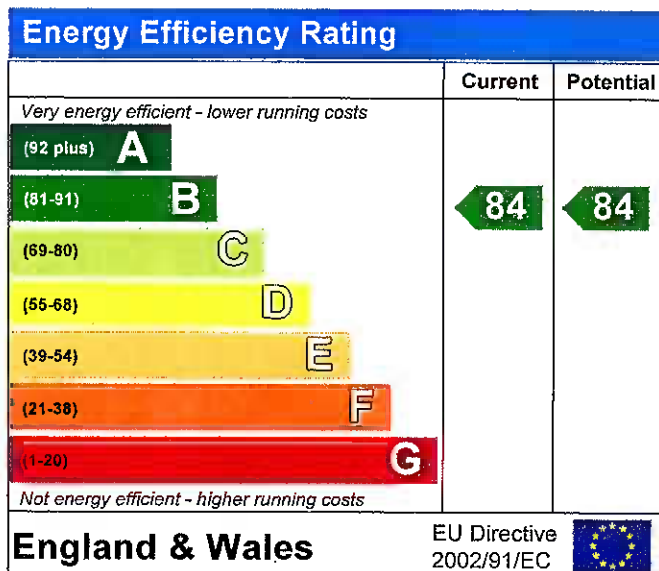 Energy Efficiency Rating
Current Potential
Very energy efficient - lower running costs
(92 plus) A
(81-91) B 84 84
(69-80) C
(55-68) D
(39-54) E
(21-38) F
(1-20) G
Not energy efficient - higher running costs
England & Wales
EU Directive
2002/91/EC